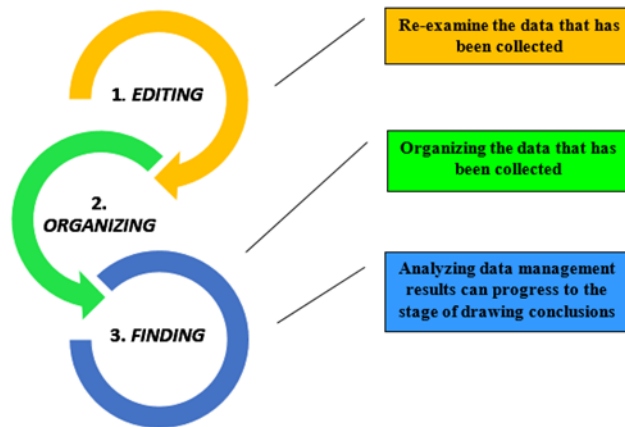 1. EDITING
Re-examine the data that has
been collected
2.
ORGANIZING
Organizing the data that has
been collected
3. FINDING
Analyzing data management
results can progress to the
stage of drawing conclusions